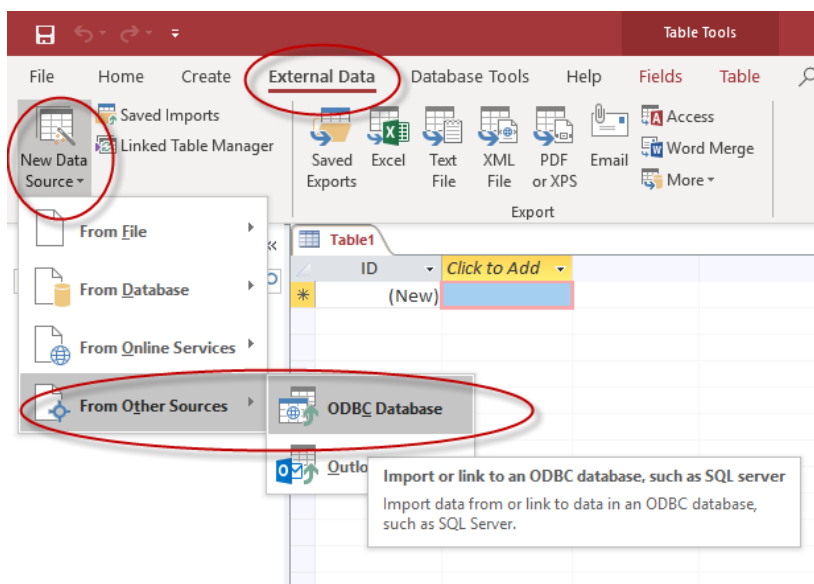 Table Tools
File Home Create External Data Database Tools Help Fields Table
New Data Source
Saved Imports
Linked Table Manager
Saved Exports
Excel
Text File
XML File
PDF or XPS
Email
Access
Word Merge
More
Export
From File
From Database
From Online Services
From Other Sources
ODBC Database
Table1
ID Click to Add
(New)
Import or link to an ODBC database, such as SQL server
Import data from or link to data in an ODBC database,
such as SQL Server.